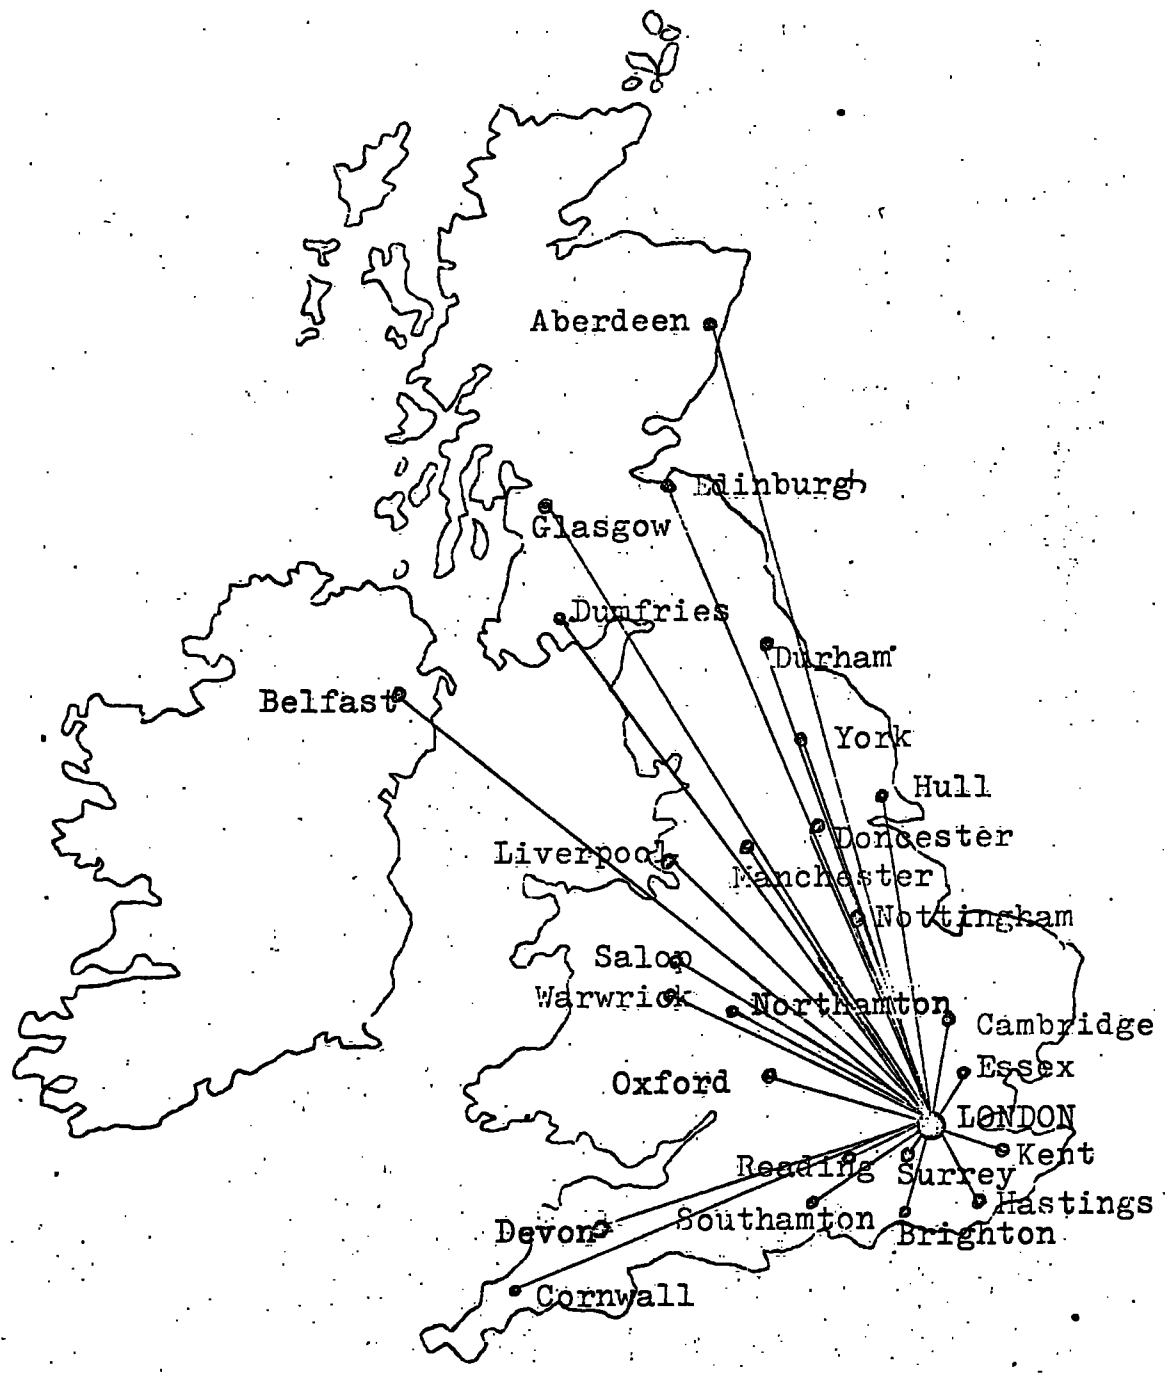 Aberdeen
Edinburgh
Glasgow
Dumfries
Durham
Belfast
York
Hull
Doncester
Liverpool
Manchester
Nottingham
Salop
Warwrick
Northamton
Cambridge
Essex
Oxford
LONDON
Kent
Reading
Surrey
Hastings
Southamton
Devon
Brighton
Cornwall